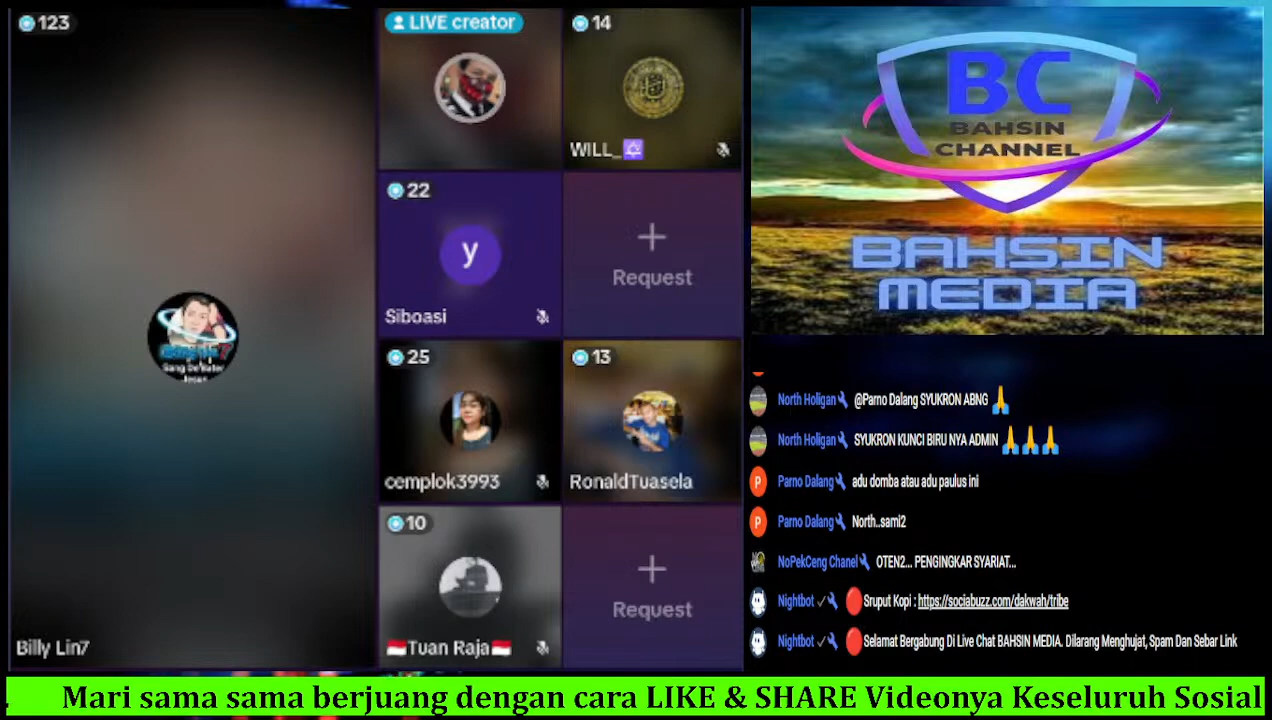 123
LIVE creator
14
WILL_
22
y
Siboasi
Request
25
cemplok3993
13
RonaldTuasela
10
Tuan Raja
Request
Sang De'Bater
Jesus
Billy Lin7
BC
BAHSIN
CHANNEL
BAHSIN
MEDIA
North Holigan @Parno Dalang SYUKRON ABNG 🙏
North Holigan SYUKRON KUNCI BIRU NYA ADMIN 🙏🙏🙏
P Parno Dalang adu domba atau adu paulus ini
P Parno Dalang North..sami2
NoPekCeng Chanel OTEN2... PENGINGKAR SYARIAT...
Nightbot ✓ 🔴Sruput Kopi : https://sociabuzz.com/dakwah/tribe
Nightbot ✓ 🔴Selamat Bergabung Di Live Chat BAHSIN MEDIA. Dilarang Menghujat, Spam Dan Sebar Link
. Mari sama sama berjuang dengan cara LIKE & SHARE Videonya Keseluruh Sosial